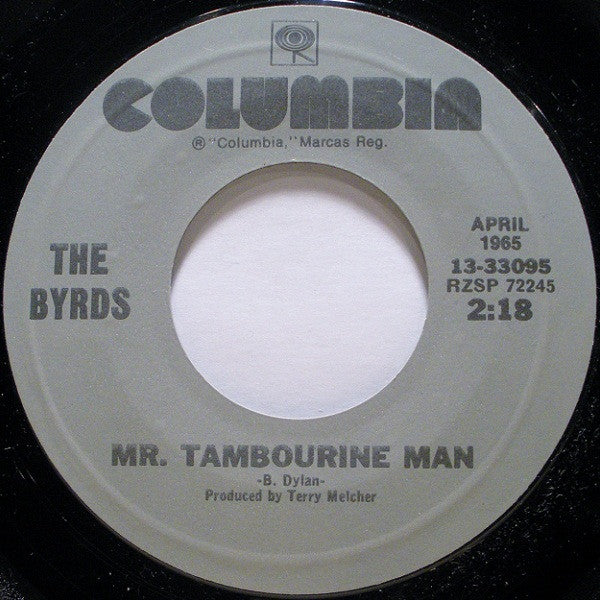 COLUMBIA
® "Columbia," Marcas Reg.
THE
BYRDS
APRIL
1965
13-33095
RZSP 72245
2:18
MR. TAMBOURINE MAN
-B. Dylan-
Produced by Terry Melcher